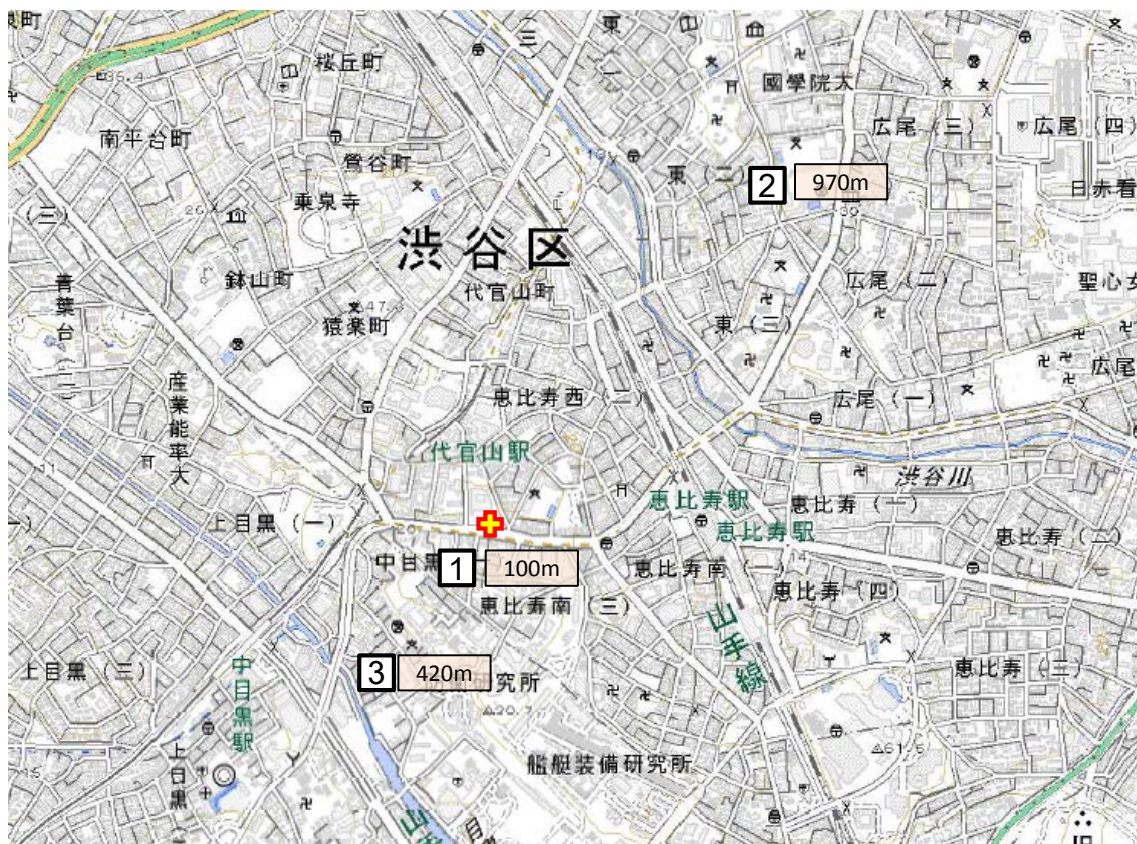 桜丘町
國學院大
南平台町
鶯谷町
広尾(三)
広尾(四)
乗泉寺
東(二)
2
970m
日赤看
渋谷区
鉢山町
代官山町
広尾(二)
聖心女
青葉台(二)
猿楽町
東(三)
産業能率大
恵比寿西(二)
広尾(一)
広尾
代官山駅
渋谷川
恵比寿駅
恵比寿(一)
上目黒(一)
恵比寿駅
恵比寿(二)
中目黒
1
100m
恵比寿南(一)
恵比寿(四)
恵比寿南(三)
山手線
上目黒(三)
中目黒駅
3
420m
研究所
恵比寿(三)
艦艇装備研究所
上目黒